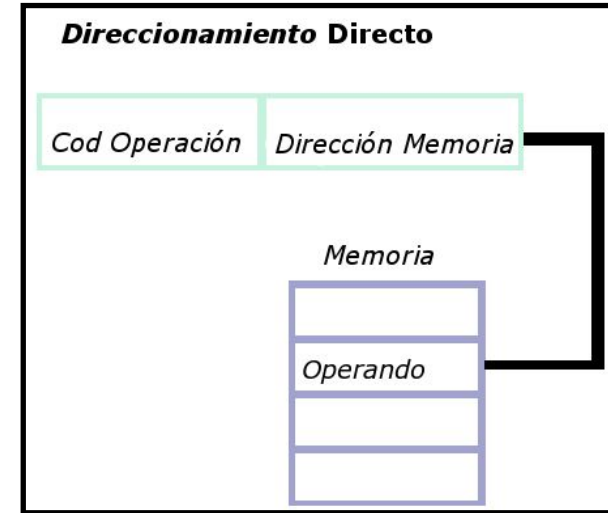 Direccionamiento Directo
Cod Operación
Dirección Memoria
Memoria
Operando